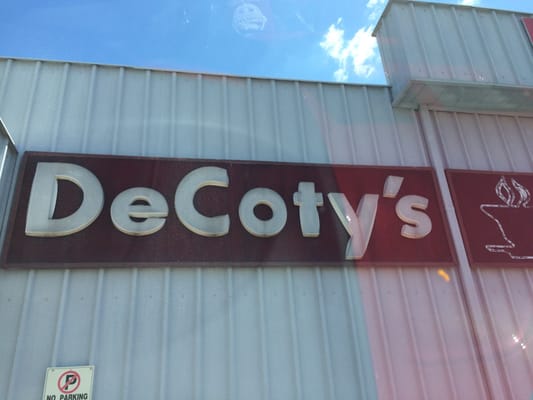 DeCoty's
P
NO PARKING